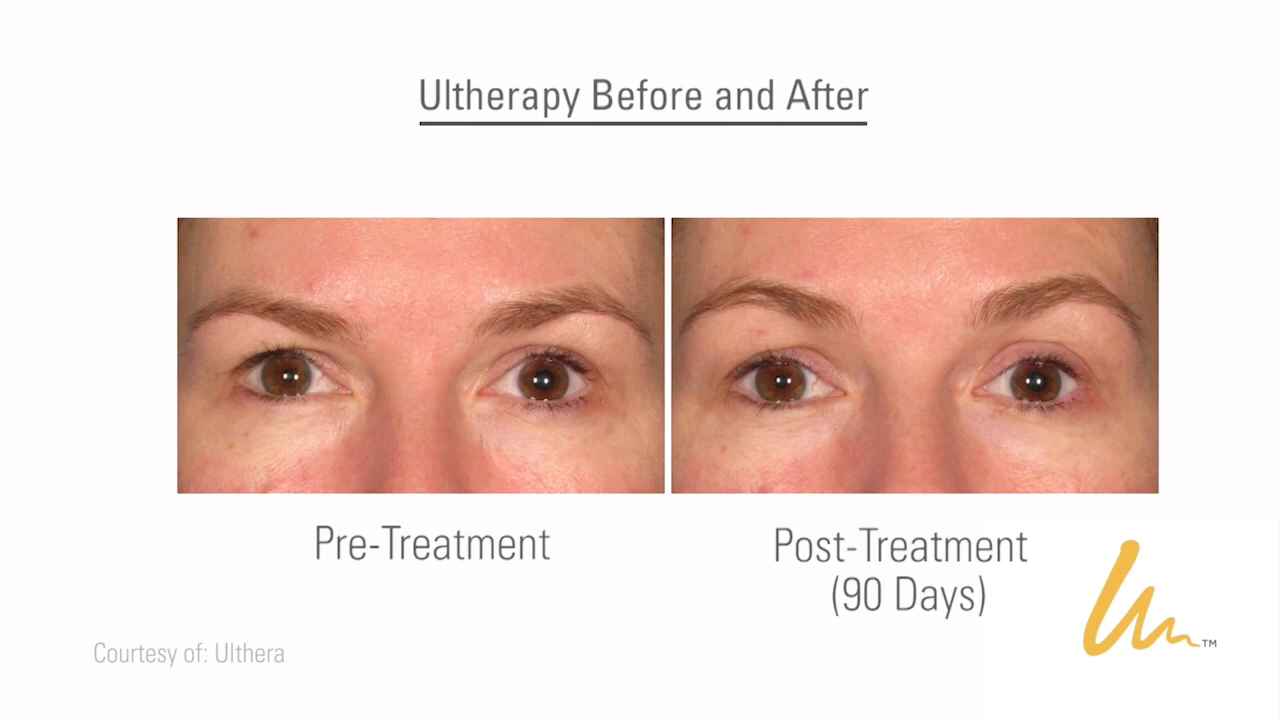 Ultherapy Before and After
Pre-Treatment
Post-Treatment
(90 Days)
Courtesy of: Ulthera
TM